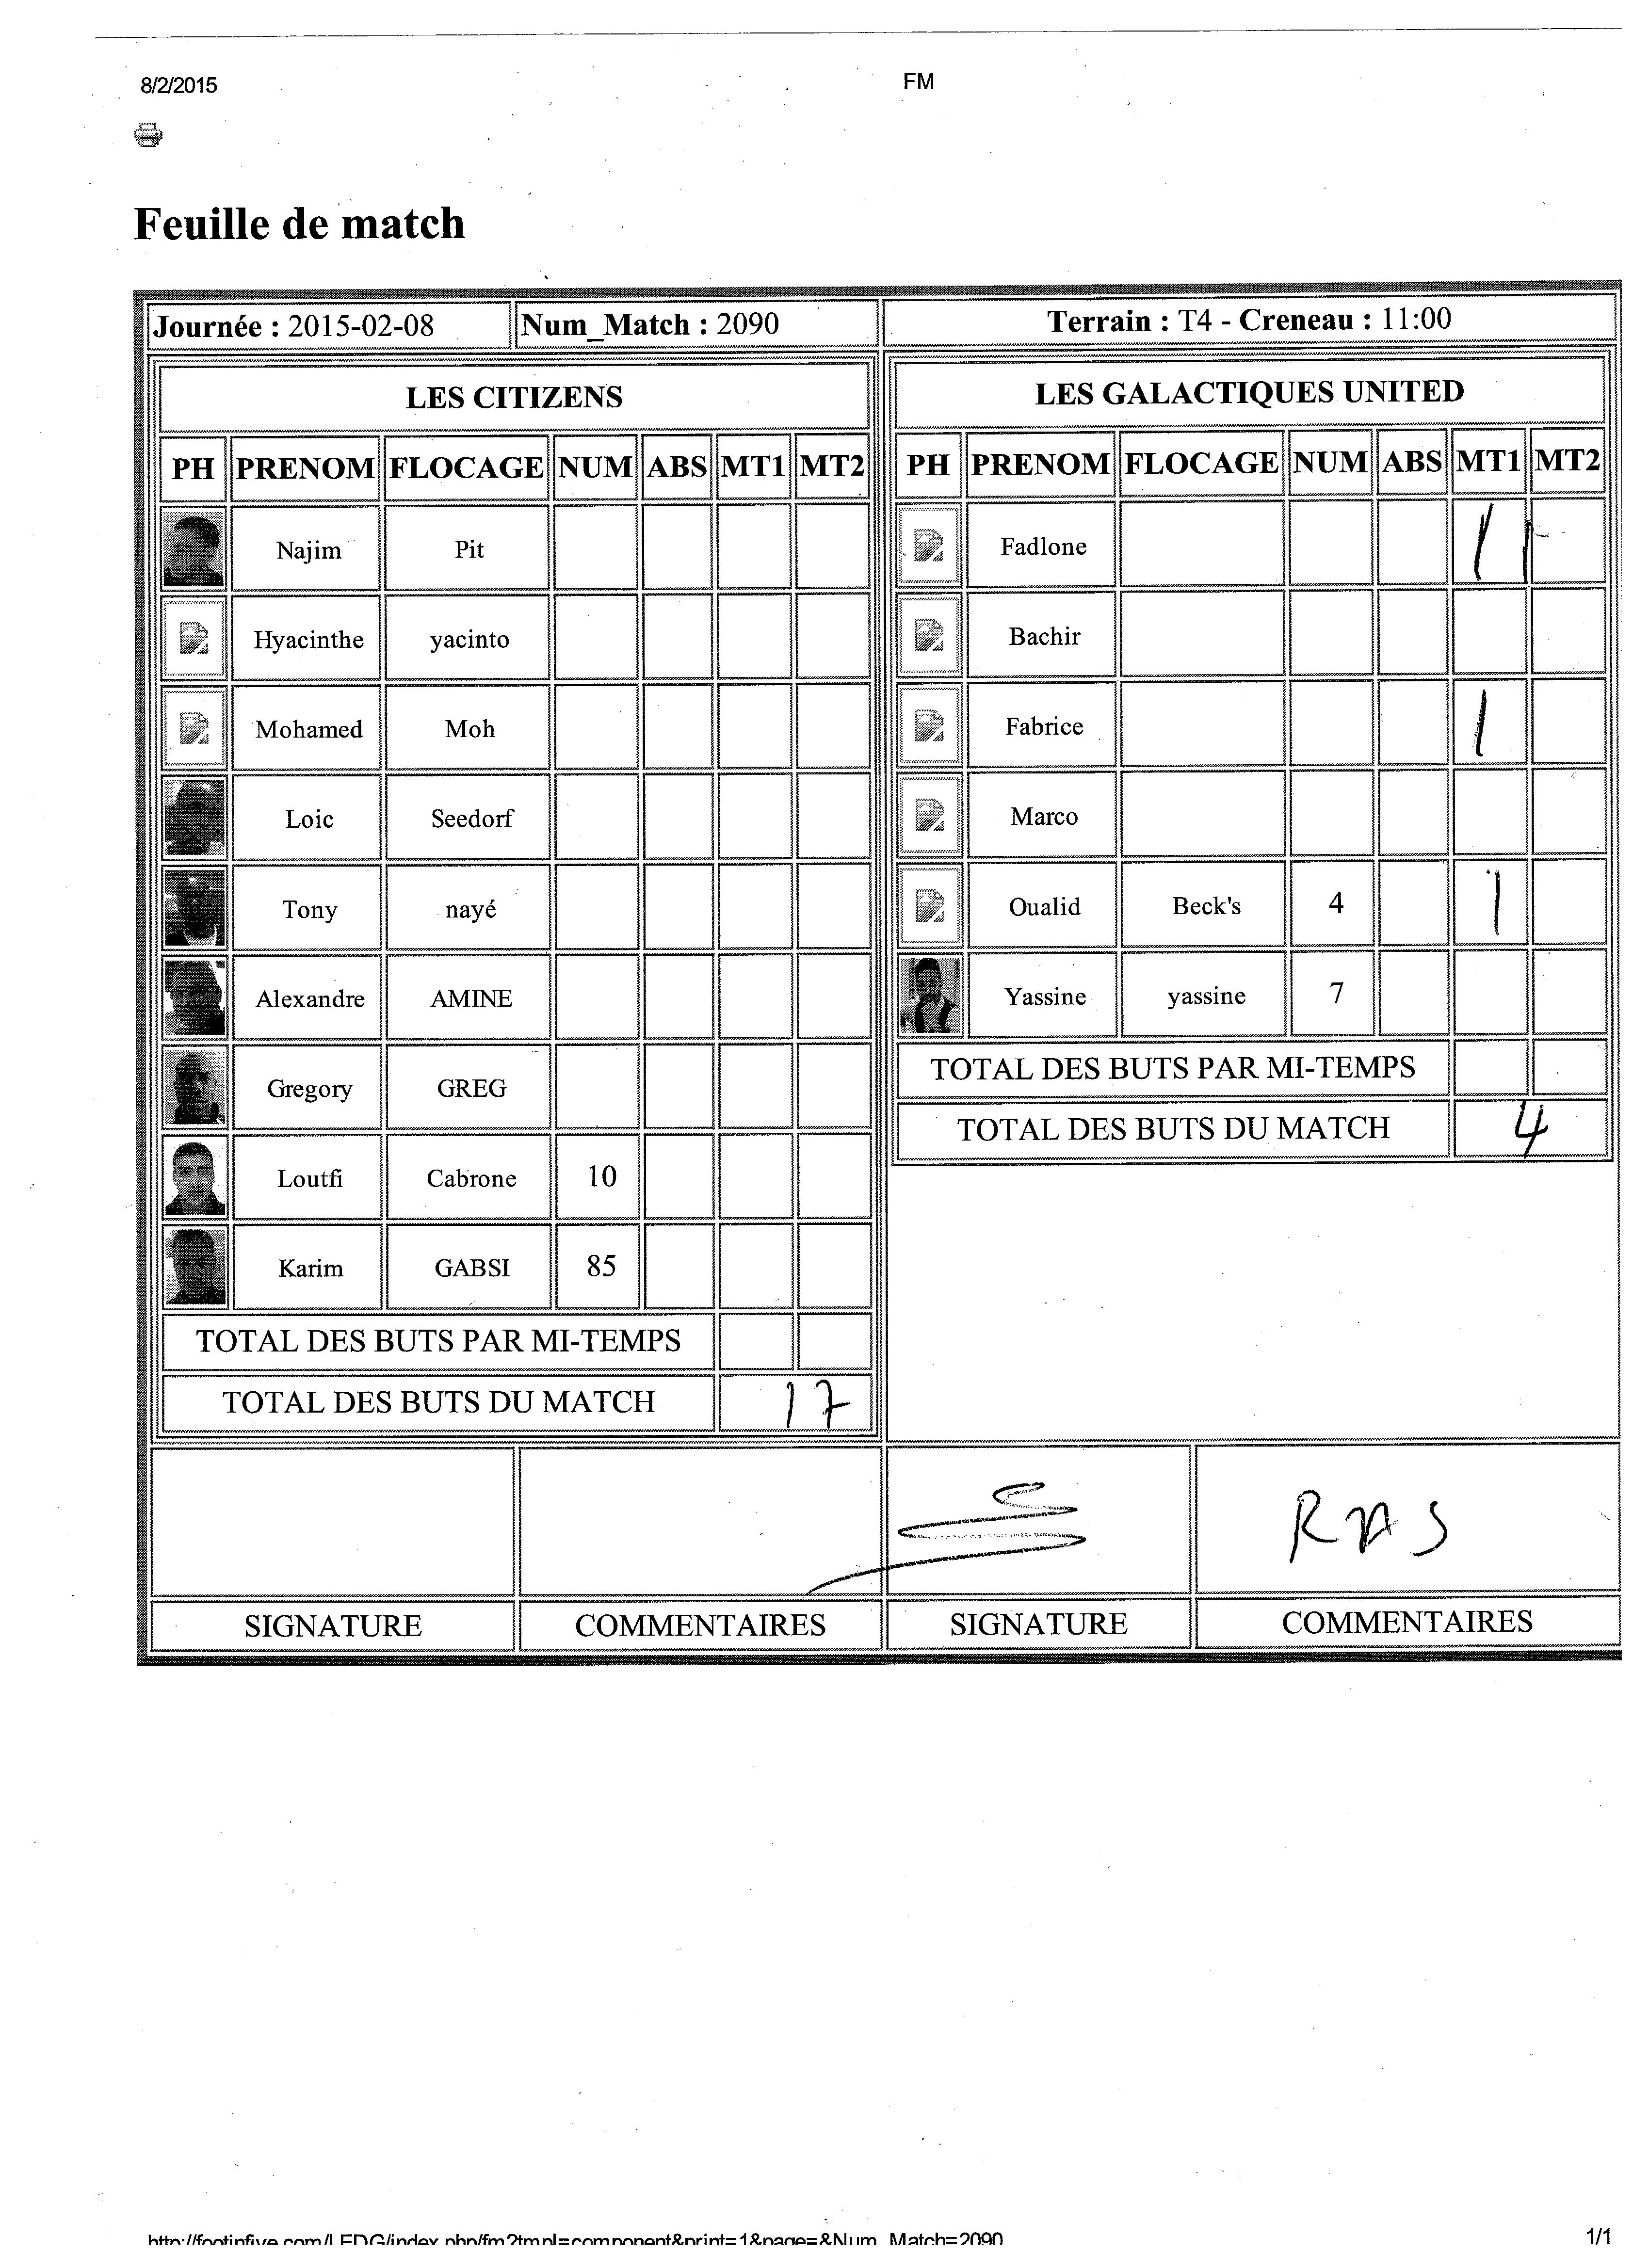 8/2/2015
FM
Feuille de match
Journée : 2015-02-08
Num_Match : 2090
Terrain : T4 - Creneau : 11:00
LES CITIZENS
PH PRENOM FLOCAGE NUM ABS MT1 MT2
Najim Pit
Hyacinthe yacinto
Mohamed Moh
Loic Seedorf
Tony nayé
Alexandre AMINE
Gregory GREG
Loutfi Cabrone 10
Karim GABSI 85
TOTAL DES BUTS PAR MI-TEMPS
TOTAL DES BUTS DU MATCH 17
LES GALACTIQUES UNITED
PH PRENOM FLOCAGE NUM ABS MT1 MT2
Fadlone | |
Bachir
Fabrice |
Marco
Oualid Beck's 4 |
Yassine yassine 7
TOTAL DES BUTS PAR MI-TEMPS
TOTAL DES BUTS DU MATCH 4
RAS
SIGNATURE COMMENTAIRES SIGNATURE COMMENTAIRES
http://footinfive.com/LEDG/index.php/fm?tmpl=component&print=1&page=&Num_Match=2090
1/1